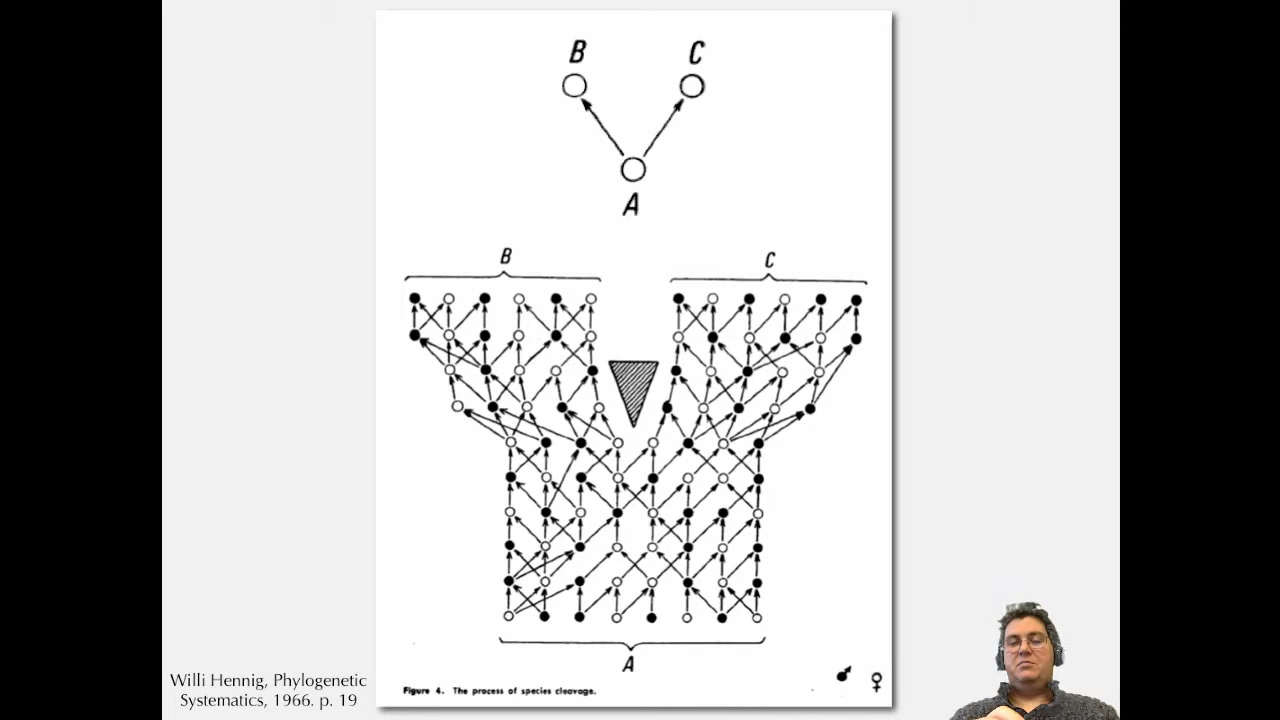 B C
A
B C
A
Figure 4. The process of species cleavage.
Willi Hennig, Phylogenetic
Systematics, 1966. p. 19